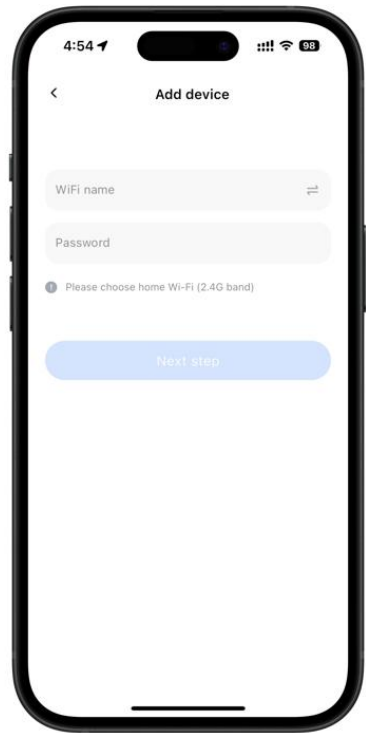 4:54
98
Add device
WiFi name
Password
Please choose home Wi-Fi (2.4G band)
Next step